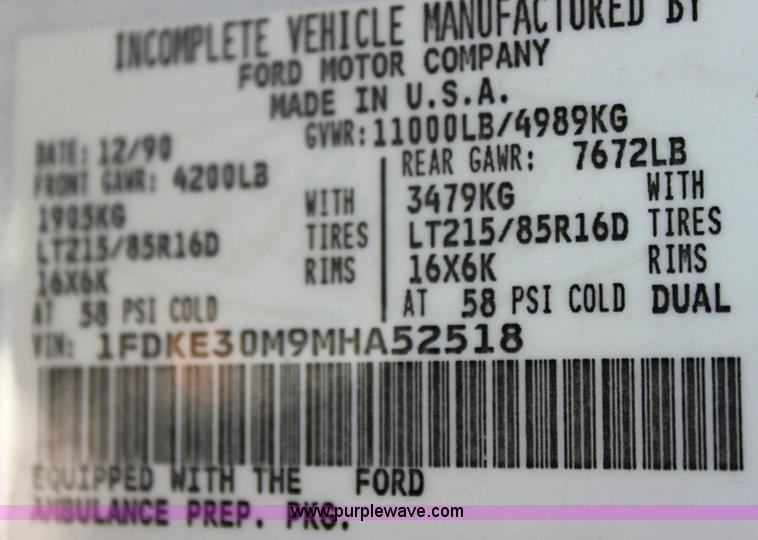 INCOMPLETE VEHICLE MANUFACTURED BY
FORD MOTOR COMPANY
MADE IN U.S.A.
DATE: 12/90
GVWR:11000LB/4989KG
FRONT GAWR: 4200LB
1905KG WITH
LT215/85R16D TIRES
16X6K RIMS
AT 58 PSI COLD
REAR GAWR: 7672LB
3479KG WITH
LT215/85R16D TIRES
16X6K RIMS
AT 58 PSI COLD DUAL
VIN: 1FDKE30M9MHA52518
EQUIPPED WITH THE FORD
AMBULANCE PREP. PKG.
www.purplewave.com